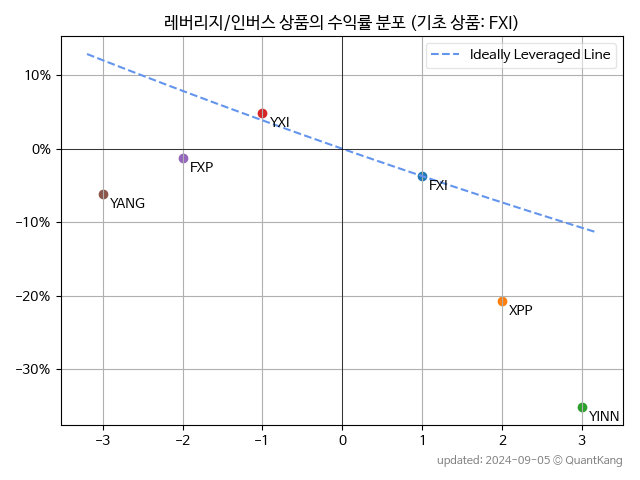 레버리지/인버스 상품의 수익률 분포 (기초 상품: FXI)
Ideally Leveraged Line
10%
YXI
0%
FXP
FXI
YANG
−10%
−20%
XPP
−30%
YINN
−3 −2 −1 0 1 2 3
updated: 2024-09-05 © QuantKang